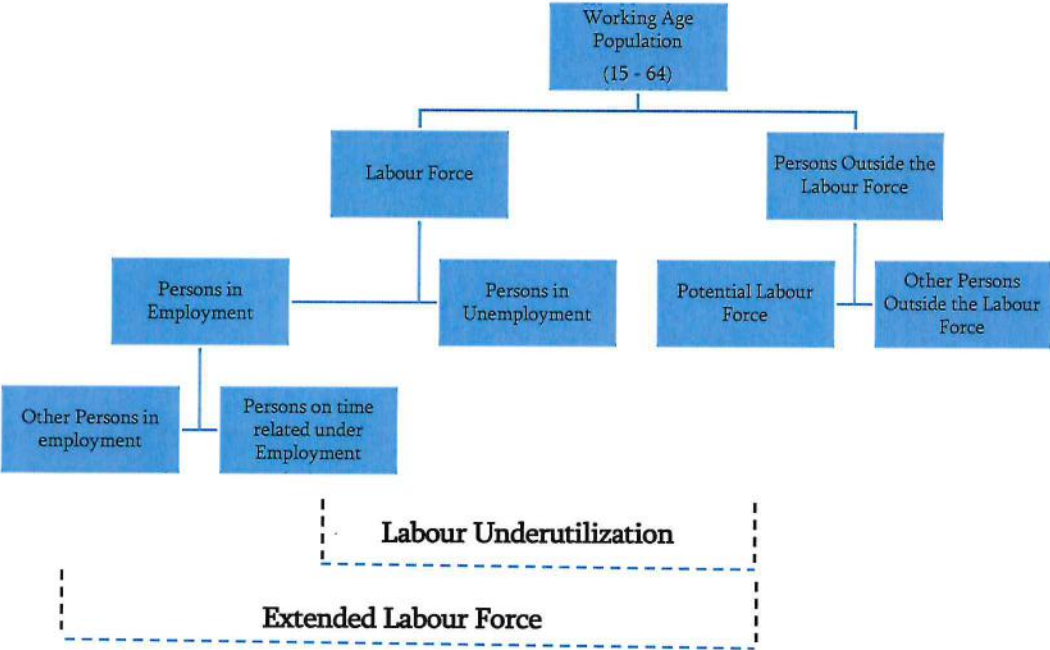 Working Age
Population
(15 - 64)
Labour Force
Persons Outside the
Labour Force
Persons in
Employment
Persons in
Unemployment
Potential Labour
Force
Other Persons
Outside the Labour
Force
Other Persons in
employment
Persons on time
related under
Employment
Labour Underutilization
Extended Labour Force